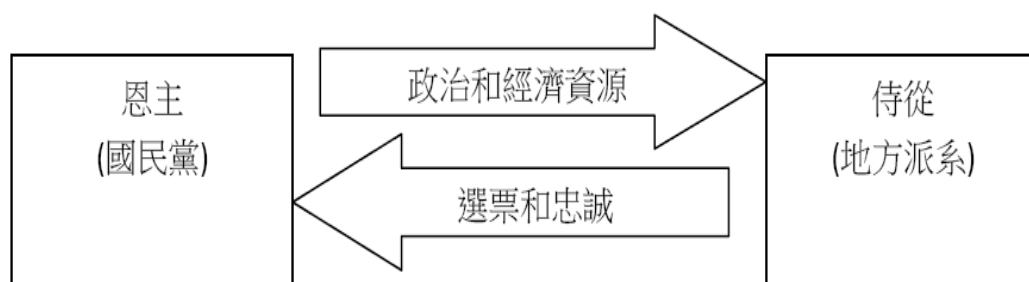 恩主
(國民黨)
政治和經濟資源
選票和忠誠
侍從
(地方派系)